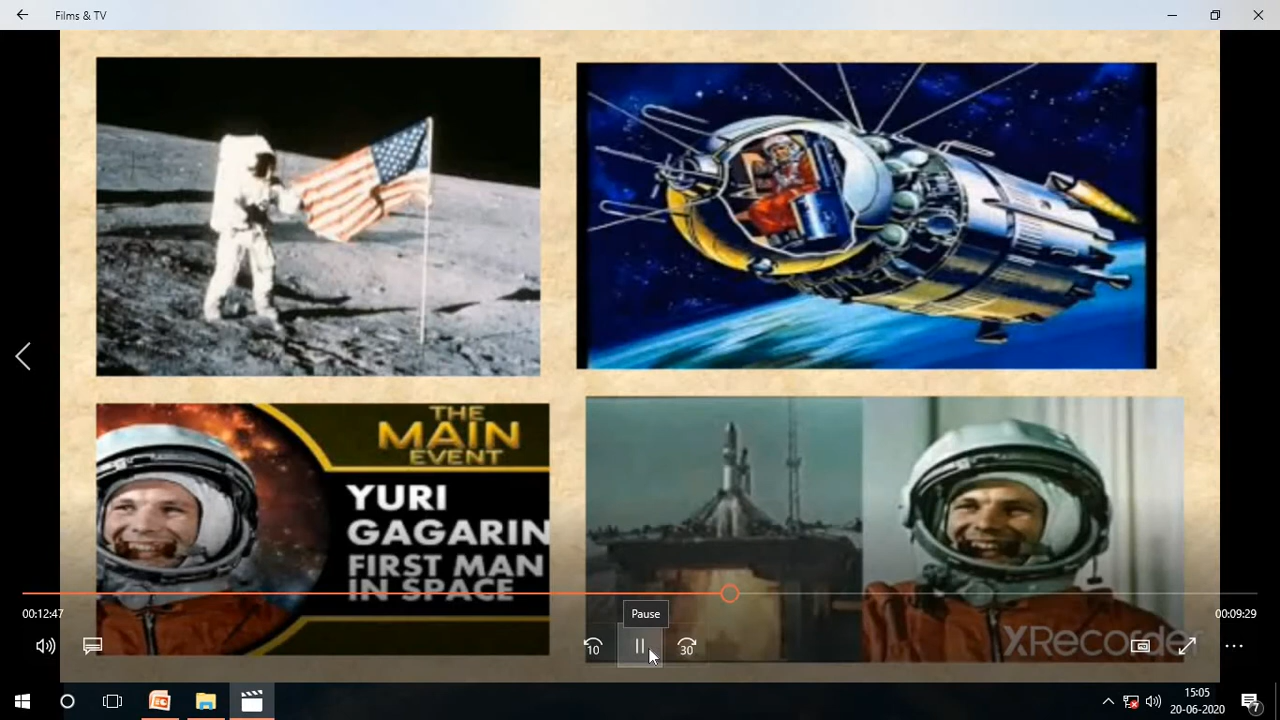 Films & TV
THE
MAIN
EVENT
YURI
GAGARIN
FIRST MAN
IN SPACE
Pause
00:12:47
00:09:29
10
30
XRecorder
15:05
20-06-2020
7